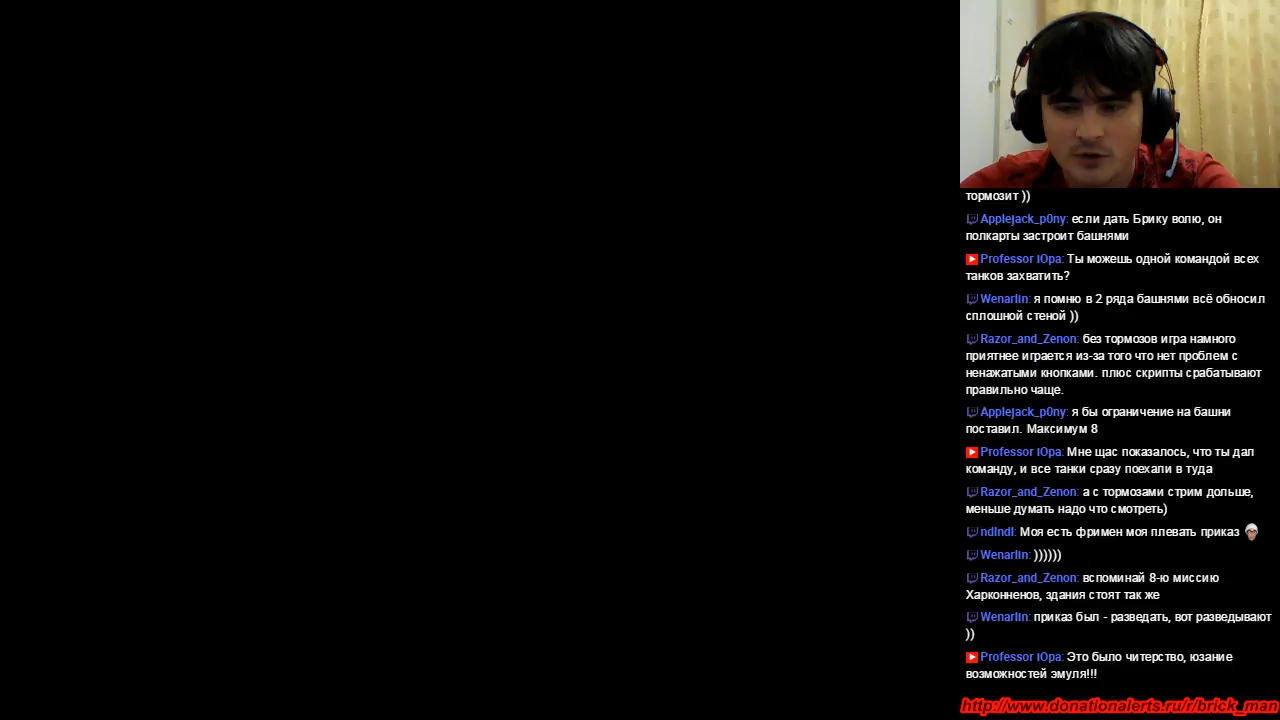 тормозит ))
Applejack_p0ny: если дать Брику волю, он
полкарты застроит башнями
Professor iOpa: Ты можешь одной командой всех
танков захватить?
Wenarlin: я помню в 2 ряда башнями всё обносил
сплошной стеной ))
Razor_and_Zenon: без тормозов игра намного
приятнее играется из-за того что нет проблем с
ненажатыми кнопками. плюс скрипты срабатывают
правильно чаще.
Applejack_p0ny: я бы ограничение на башни
поставил. Максимум 8
Professor iOpa: Мне щас показалось, что ты дал
команду, и все танки сразу поехали в туда
Razor_and_Zenon: а с тормозами стрим дольше,
меньше думать надо что смотреть)
ndlndl: Моя есть фримен моя плевать приказ
Wenarlin: ))))))
Razor_and_Zenon: вспоминай 8-ю миссию
Харконненов, здания стоят так же
Wenarlin: приказ был - разведать, вот разведывают
))
Professor iOpa: Это было читерство, юзание
возможностей эмуля!!!
http://www.donationalerts.ru/r/brick_man